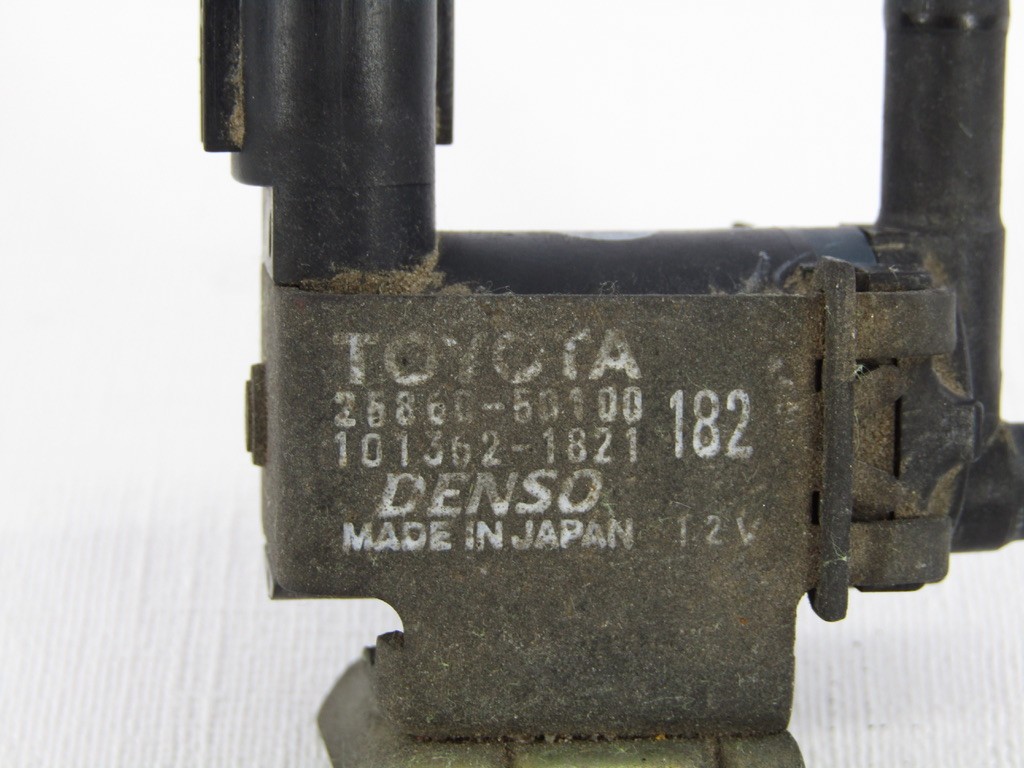 TOYOTA
25860-50100
182
101362-1821
DENSO
MADE IN JAPAN 12V